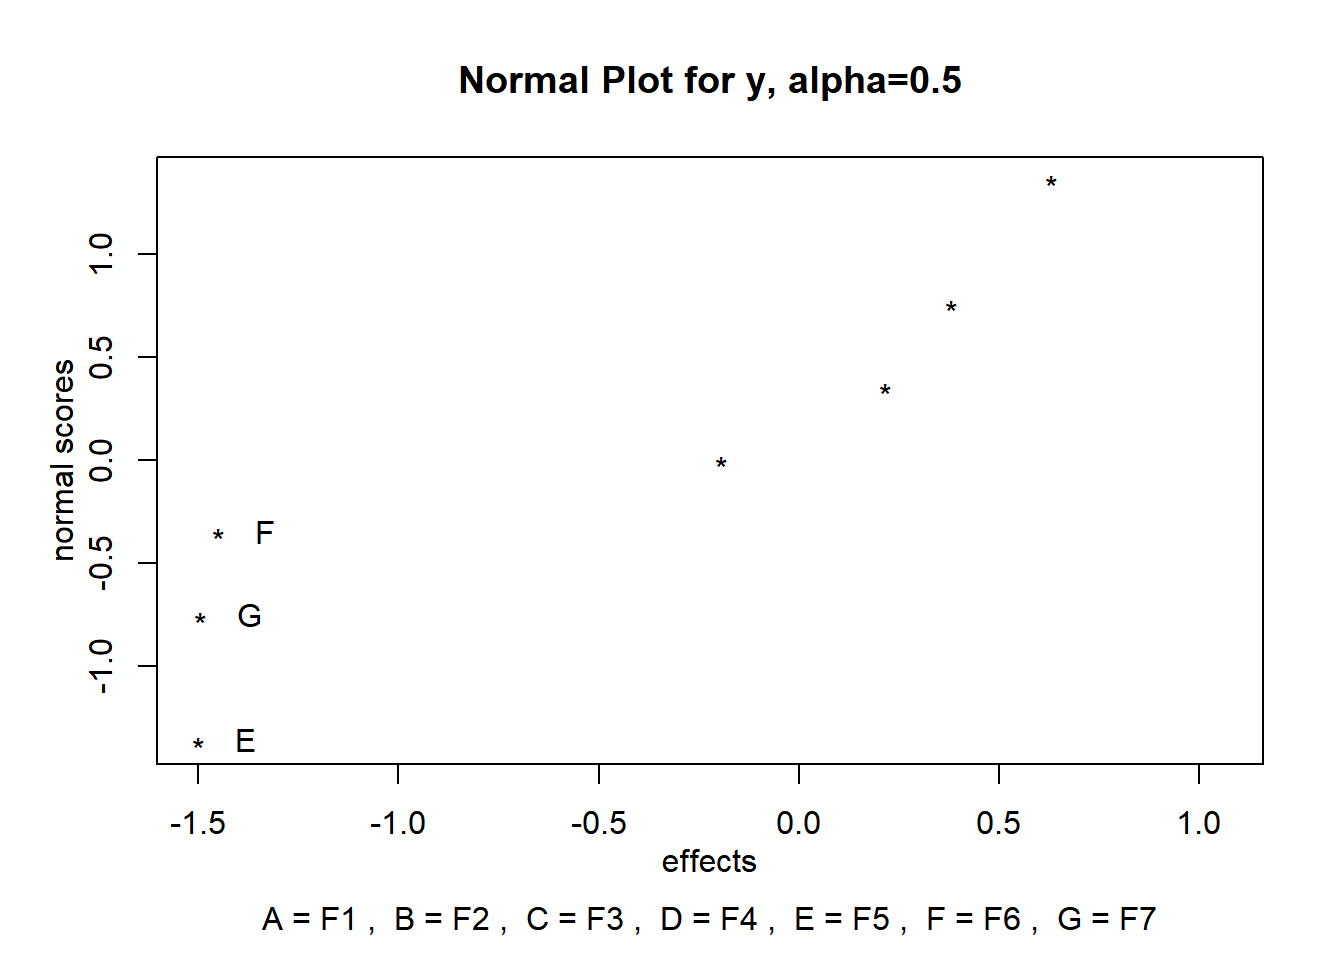 Normal Plot for y, alpha=0.5
normal scores
1.0
0.5
0.0
-0.5
-1.0
*
*
*
*
* F
* G
* E
-1.5 -1.0 -0.5 0.0 0.5 1.0
effects
A = F1 , B = F2 , C = F3 , D = F4 , E = F5 , F = F6 , G = F7